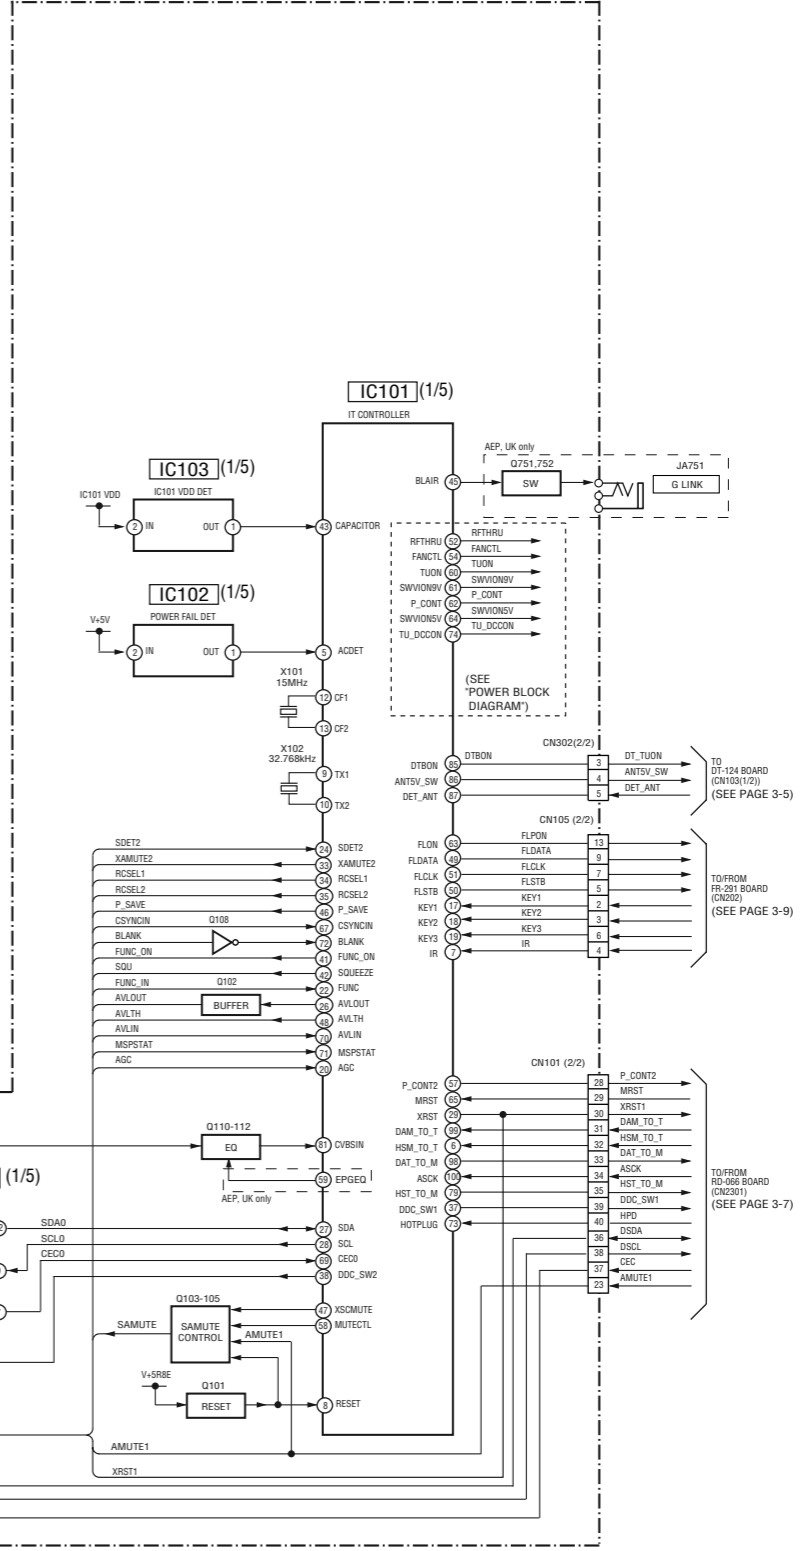 IC101 (1/5)
IT CONTROLLER
AEP, UK only
Q751,752
SW
JA751
G LINK
BLAIR 45
IC103 (1/5)
IC101 VDD DET
IC101 VDD
2 IN
OUT 1
43 CAPACITOR
RFTHRU 52 RFTHRU
FANCTL 54 FANCTL
TUON 60 TUON
SWVION9V 61 SWVION9V
P_CONT 62 P_CONT
SWVION5V 64 SWVION5V
TU_DCCON 74 TU_DCCON
(SEE
"POWER BLOCK
DIAGRAM")
IC102 (1/5)
POWER FAIL DET
V+5V
2 IN
OUT 1
5 ACDET
X101
15MHz
12 CF1
13 CF2
X102
32.768kHz
9 TX1
10 TX2
CN302(2/2)
DTBON 85 DTBON 3 DT_TUON
ANT5V_SW 86 4 ANT5V_SW
DET_ANT 87 5 DET_ANT
TO
DT-124 BOARD
(CN103(1/2))
(SEE PAGE 3-5)
CN105 (2/2)
FLON 63 FLPON 13
FLDATA 49 FLDATA 9
FLCLK 51 FLCLK 7
FLSTB 50 FLSTB 5
KEY1 17 KEY1 2
KEY2 18 KEY2 3
KEY3 19 KEY3 6
IR 7 IR 4
TO/FROM
FR-291 BOARD
(CN202)
(SEE PAGE 3-9)
SDET2 24 SDET2
XAMUTE2 33 XAMUTE2
RCSEL1 34 RCSEL1
RCSEL2 35 RCSEL2
P_SAVE 46 P_SAVE
CSYNCIN 67 CSYNCIN
BLANK Q108 72 BLANK
FUNC_ON 41 FUNC_ON
SQU 42 SQUEEZE
FUNC_IN 22 FUNC
AVLOUT Q102 BUFFER 26 AVLOUT
AVLTH 48 AVLTH
AVLIN 70 AVLIN
MSPSTAT 71 MSPSTAT
AGC 20 AGC
CN101 (2/2)
P_CONT2 57 28 P_CONT2
MRST 65 29 MRST
XRST 29 30 XRST1
DAM_TO_T 99 31 DAM_TO_T
HSM_TO_T 6 32 HSM_TO_T
DAT_TO_M 98 33 DAT_TO_M
ASCK 100 34 ASCK
HST_TO_M 79 35 HST_TO_M
DDC_SW1 37 39 DDC_SW1
HOTPLUG 73 40 HPD
36 DSDA
38 DSCL
37 CEC
23 AMUTE1
TO/FROM
RD-066 BOARD
(CN2301)
(SEE PAGE 3-7)
Q110-112
EQ
81 CVBSIN
59 EPGEQ
AEP, UK only
(1/5)
SDA0 27 SDA
SCL0 28 SCL
CEC0 69 CEC0
38 DDC_SW2
Q103-105
SAMUTE
CONTROL
SAMUTE
47 XSCMUTE
58 MUTECTL
AMUTE1
V+5R8E
Q101
RESET
8 RESET
AMUTE1
XRST1